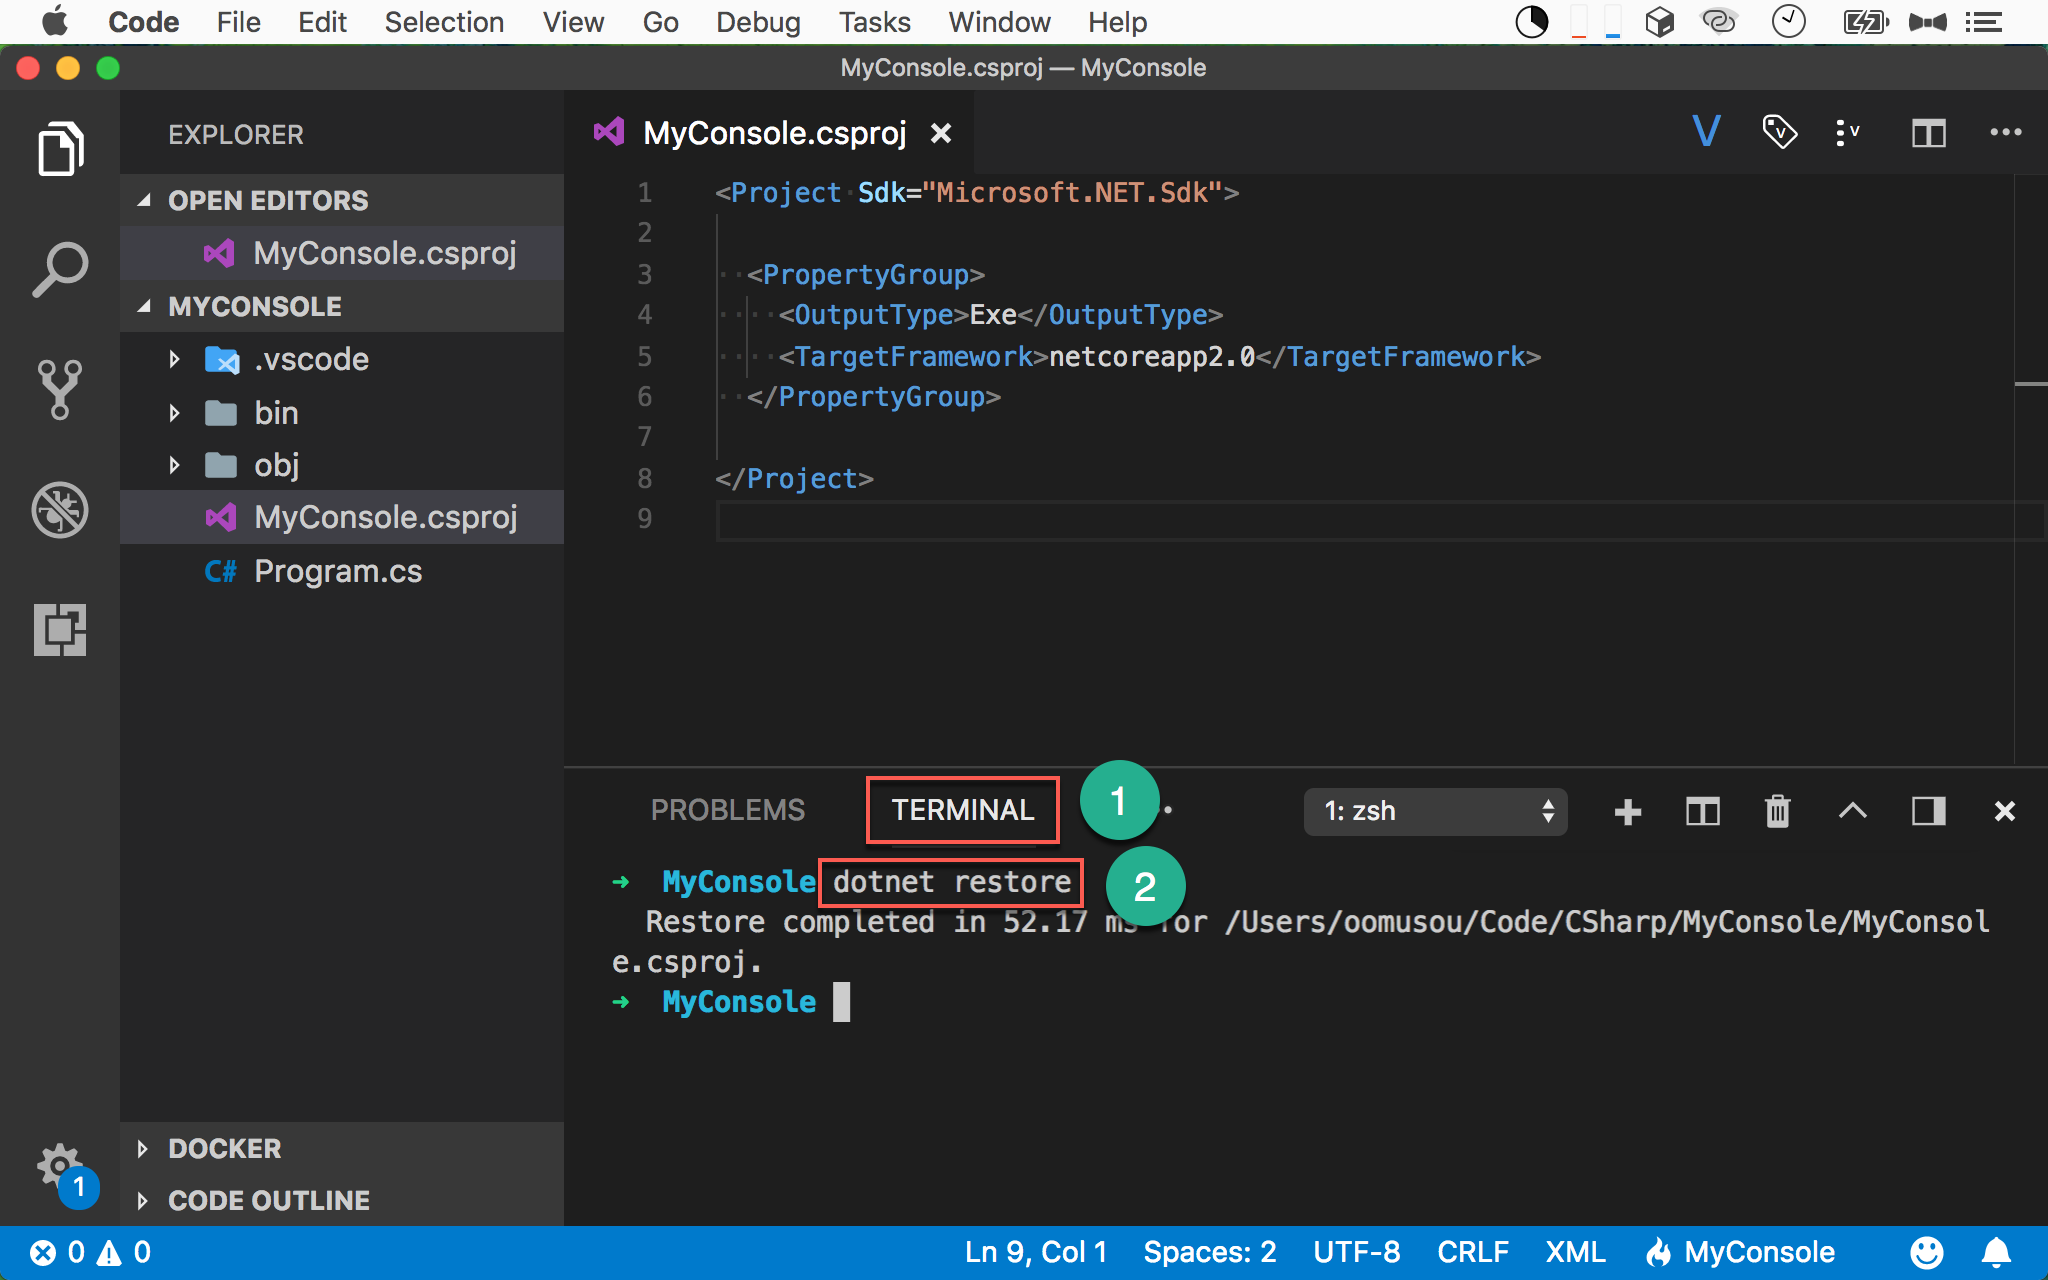 Code File Edit Selection View Go Debug Tasks Window Help
MyConsole.csproj — MyConsole
EXPLORER
OPEN EDITORS
MyConsole.csproj
MYCONSOLE
.vscode
bin
obj
MyConsole.csproj
C# Program.cs
DOCKER
CODE OUTLINE
1
MyConsole.csproj
V
1 <Project Sdk="Microsoft.NET.Sdk">
2
3 <PropertyGroup>
4 <OutputType>Exe</OutputType>
5 <TargetFramework>netcoreapp2.0</TargetFramework>
6 </PropertyGroup>
7
8 </Project>
9
PROBLEMS TERMINAL 1 1: zsh
→ MyConsole dotnet restore 2
Restore completed in 52.17 ms for /Users/oomusou/Code/CSharp/MyConsole/MyConsol
e.csproj.
→ MyConsole
0 0 Ln 9, Col 1 Spaces: 2 UTF-8 CRLF XML MyConsole